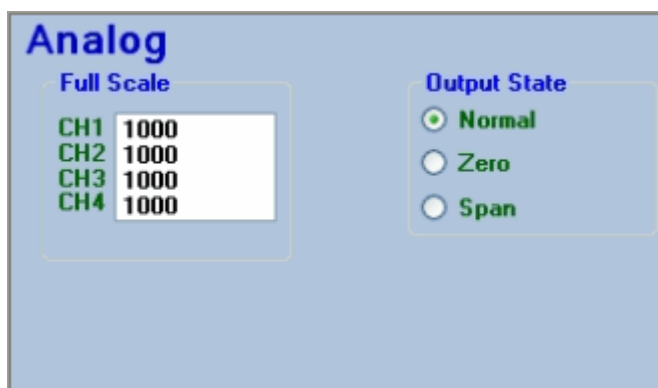 Analog
Full Scale
CH1 1000
CH2 1000
CH3 1000
CH4 1000
Output State
Normal
Zero
Span